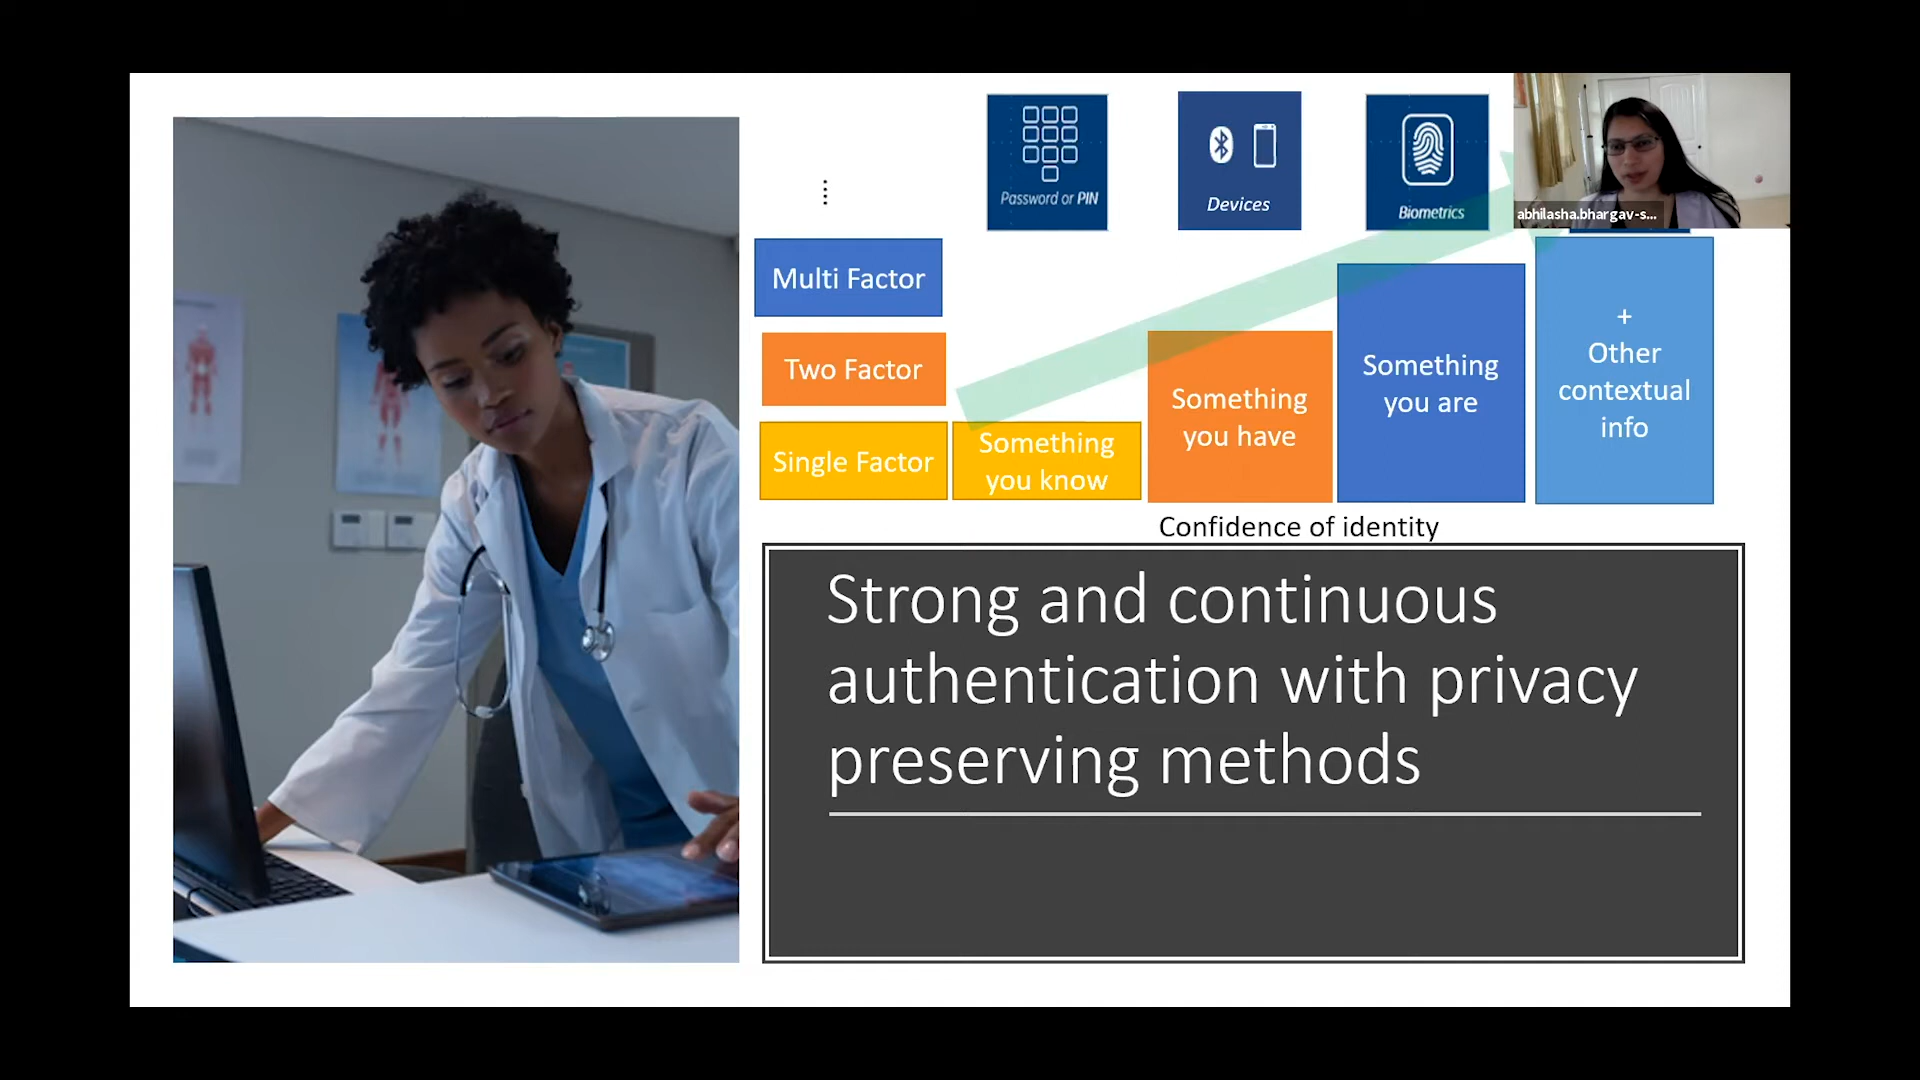 Password or PIN
Devices
Biometrics
abhilasha.bhargav-s...
Multi Factor
Two Factor
Single Factor
Something
you know
Something
you have
Something
you are
+
Other
contextual
info
Confidence of identity
Strong and continuous
authentication with privacy
preserving methods